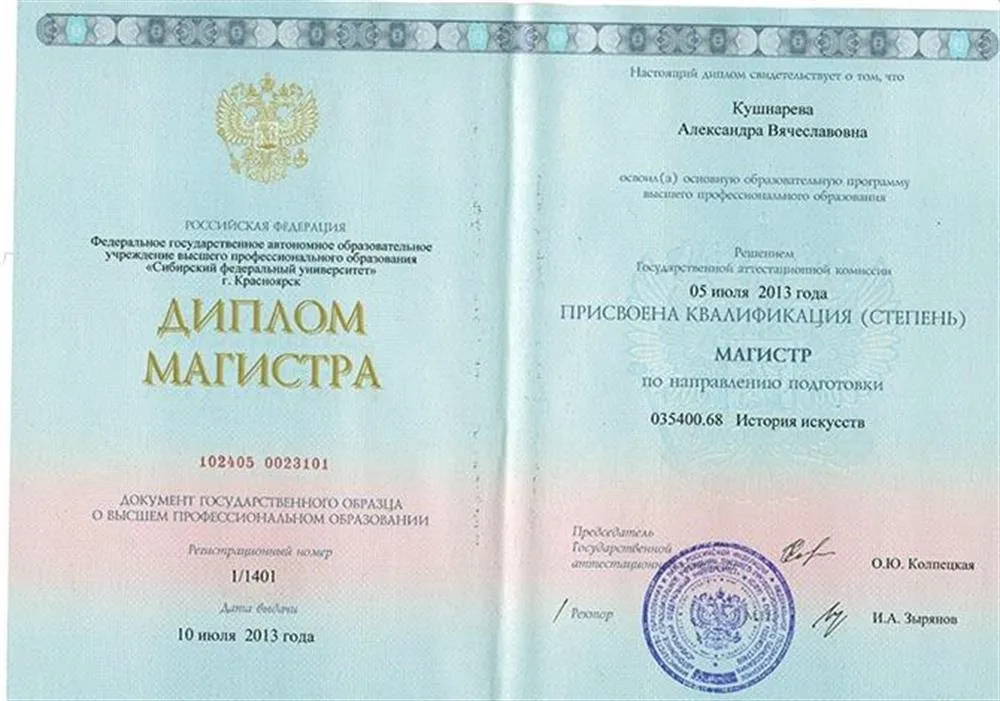 РОССИЙСКАЯ ФЕДЕРАЦИЯ
Федеральное государственное автономное образовательное
учреждение высшего профессионального образования
«Сибирский федеральный университет»
г. Красноярск
ДИПЛОМ
МАГИСТРА
102405 0023101
ДОКУМЕНТ ГОСУДАРСТВЕННОГО ОБРАЗЦА
О ВЫСШЕМ ПРОФЕССИОНАЛЬНОМ ОБРАЗОВАНИИ
Регистрационный номер
1/1401
Дата выдачи
10 июля 2013 года
Настоящий диплом свидетельствует о том, что
Кушнарева
Александра Вячеславовна
освоил(а) основную образовательную программу
высшего профессионального образования
Решением
Государственной аттестационной комиссии
05 июля 2013 года
ПРИСВОЕНА КВАЛИФИКАЦИЯ (СТЕПЕНЬ)
МАГИСТР
по направлению подготовки
035400.68 История искусств
Председатель
Государственной
аттестационн
О.Ю. Колпецкая
Ректор
И.А. Зырянов